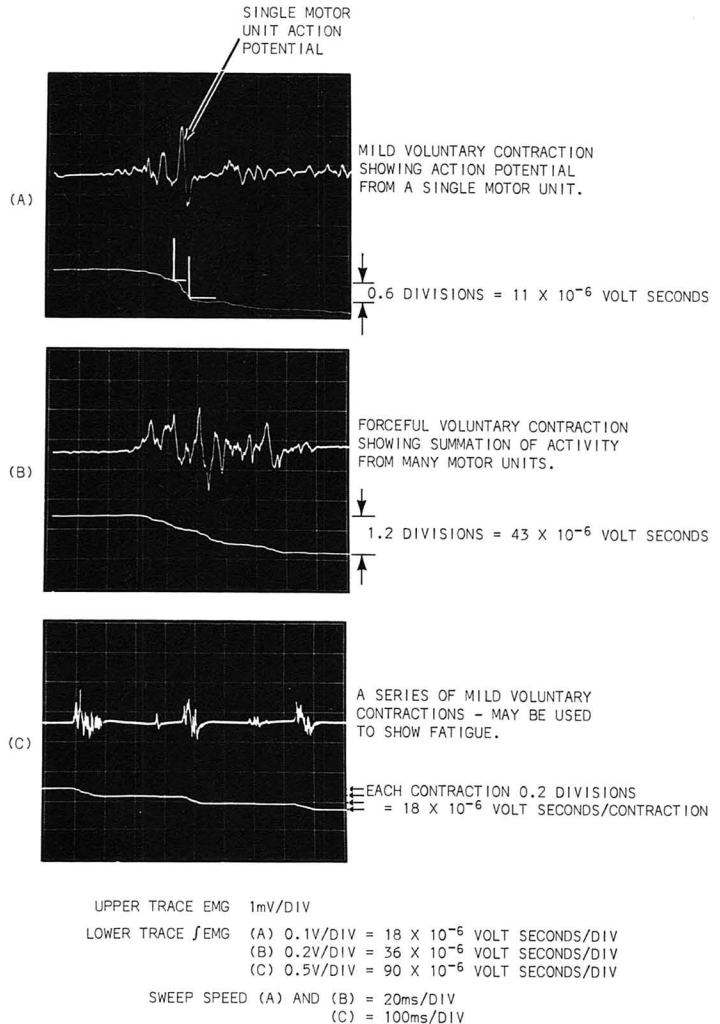 SINGLE MOTOR
UNIT ACTION
POTENTIAL
(A)
MILD VOLUNTARY CONTRACTION
SHOWING ACTION POTENTIAL
FROM A SINGLE MOTOR UNIT.
0.6 DIVISIONS = 11 X 10⁻⁶ VOLT SECONDS
(B)
FORCEFUL VOLUNTARY CONTRACTION
SHOWING SUMMATION OF ACTIVITY
FROM MANY MOTOR UNITS.
1.2 DIVISIONS = 43 X 10⁻⁶ VOLT SECONDS
(C)
A SERIES OF MILD VOLUNTARY
CONTRACTIONS - MAY BE USED
TO SHOW FATIGUE.
EACH CONTRACTION 0.2 DIVISIONS
= 18 X 10⁻⁶ VOLT SECONDS/CONTRACTION
UPPER TRACE EMG 1mV/DIV
LOWER TRACE ∫EMG (A) 0.1V/DIV = 18 X 10⁻⁶ VOLT SECONDS/DIV
(B) 0.2V/DIV = 36 X 10⁻⁶ VOLT SECONDS/DIV
(C) 0.5V/DIV = 90 X 10⁻⁶ VOLT SECONDS/DIV
SWEEP SPEED (A) AND (B) = 20ms/DIV
(C) = 100ms/DIV